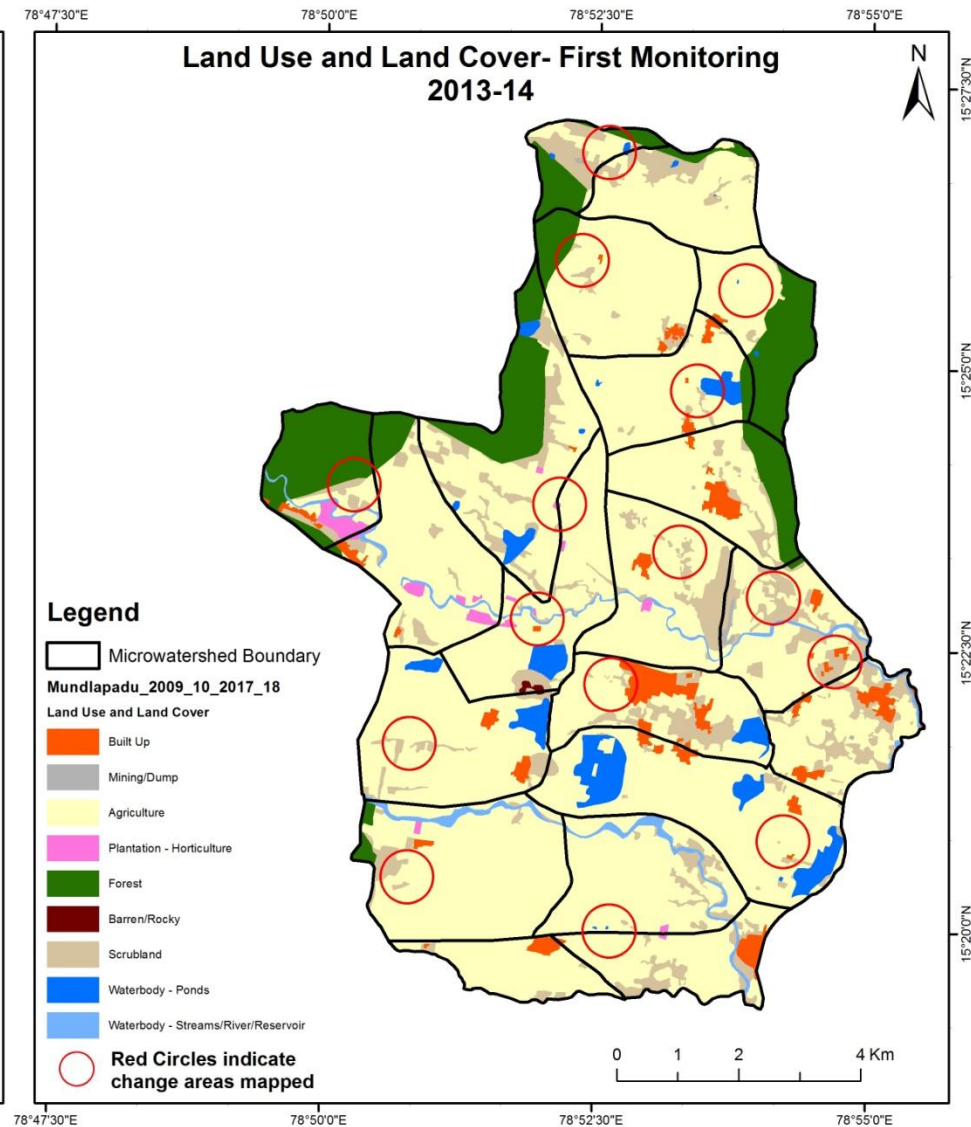 78°47'30"E 78°50'0"E 78°52'30"E 78°55'0"E
Land Use and Land Cover- First Monitoring
2013-14
N
15°27'30"N
15°25'0"N
15°22'30"N
15°20'0"N
Legend
Microwatershed Boundary
Mundlapadu_2009_10_2017_18
Land Use and Land Cover
Built Up
Mining/Dump
Agriculture
Plantation - Horticulture
Forest
Barren/Rocky
Scrubland
Waterbody - Ponds
Waterbody - Streams/River/Reservoir
Red Circles indicate
change areas mapped
0 1 2 4 Km
78°47'30"E 78°50'0"E 78°52'30"E 78°55'0"E